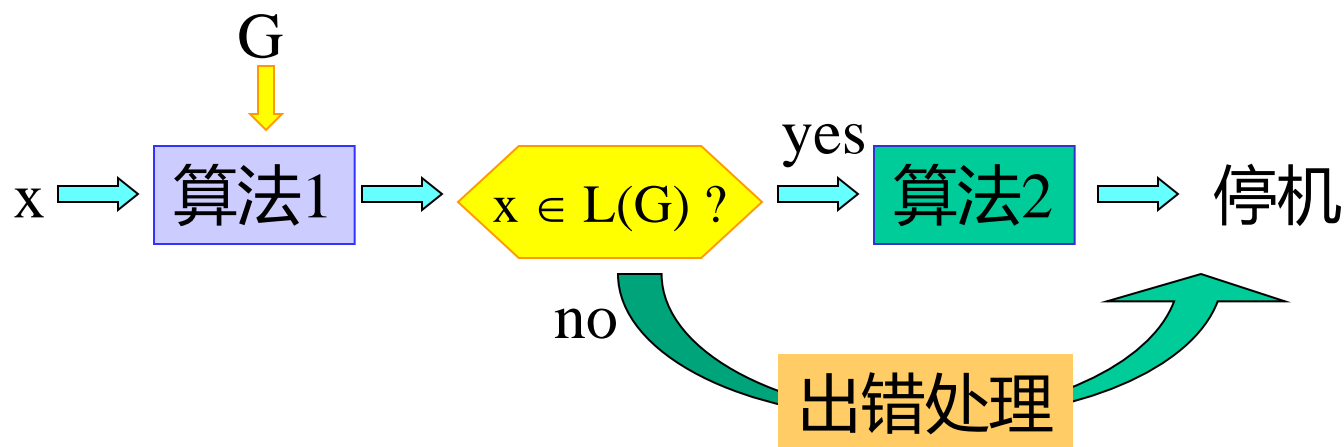 G
x
算法1
x ∈ L(G) ?
yes
算法2
停机
no
出错处理